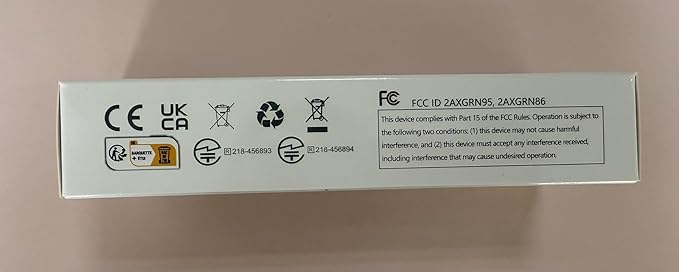 CE
UK
CA
BARQUETTE
+ ÉTUI
R 218-456893
R 218-456894
FC
FCC ID 2AXGRN95, 2AXGRN86
This device complies with Part 15 of the FCC Rules. Operation is subject to
the following two conditions: (1) this device may not cause harmful
interference, and (2) this device must accept any interference received,
including interference that may cause undesired operation.